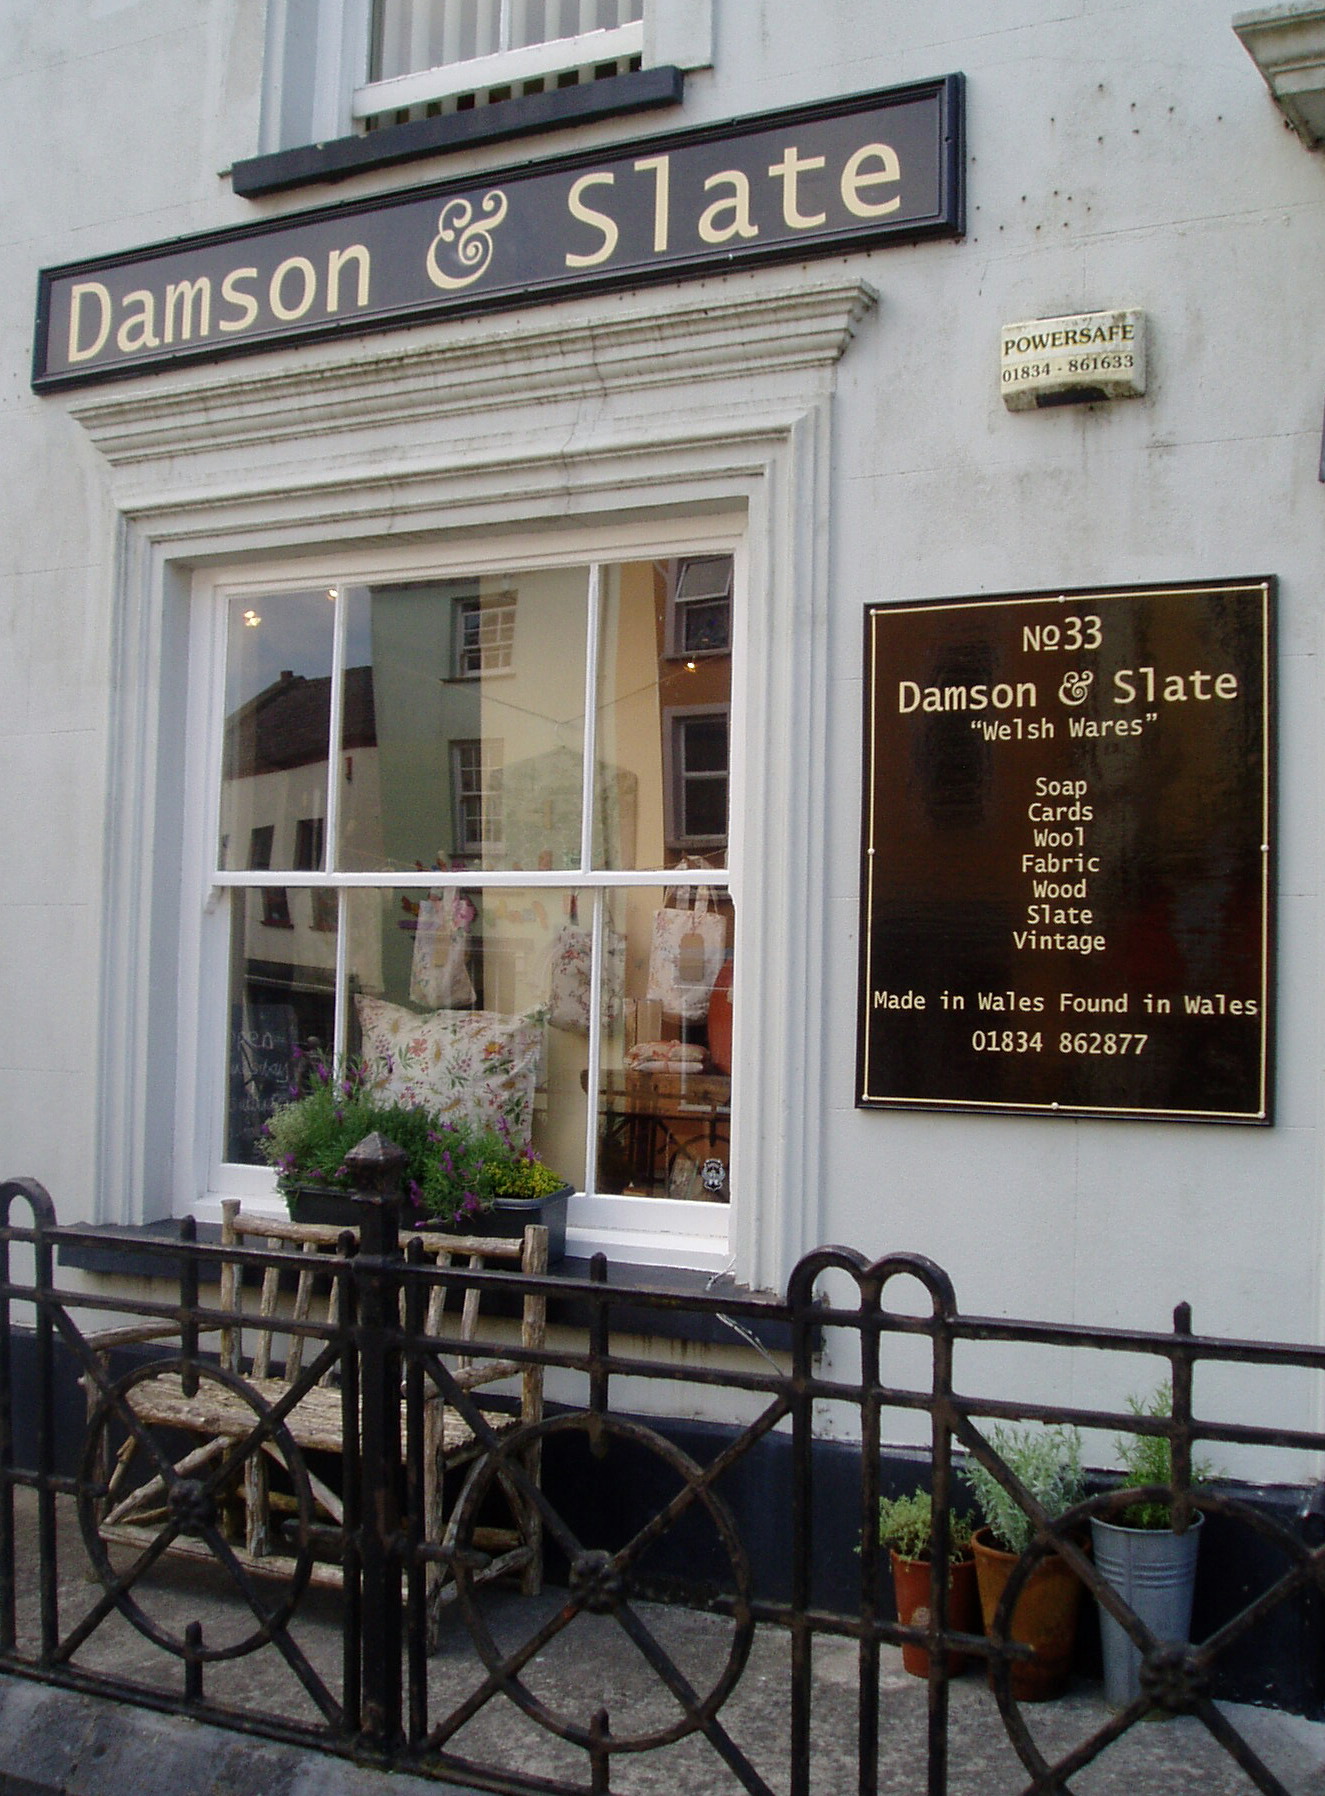 Damson & Slate
POWERSAFE
01834 - 861633
No33
Damson & Slate
“Welsh Wares”
Soap
Cards
Wool
Fabric
Wood
Slate
Vintage
Made in Wales Found in Wales
01834 862877